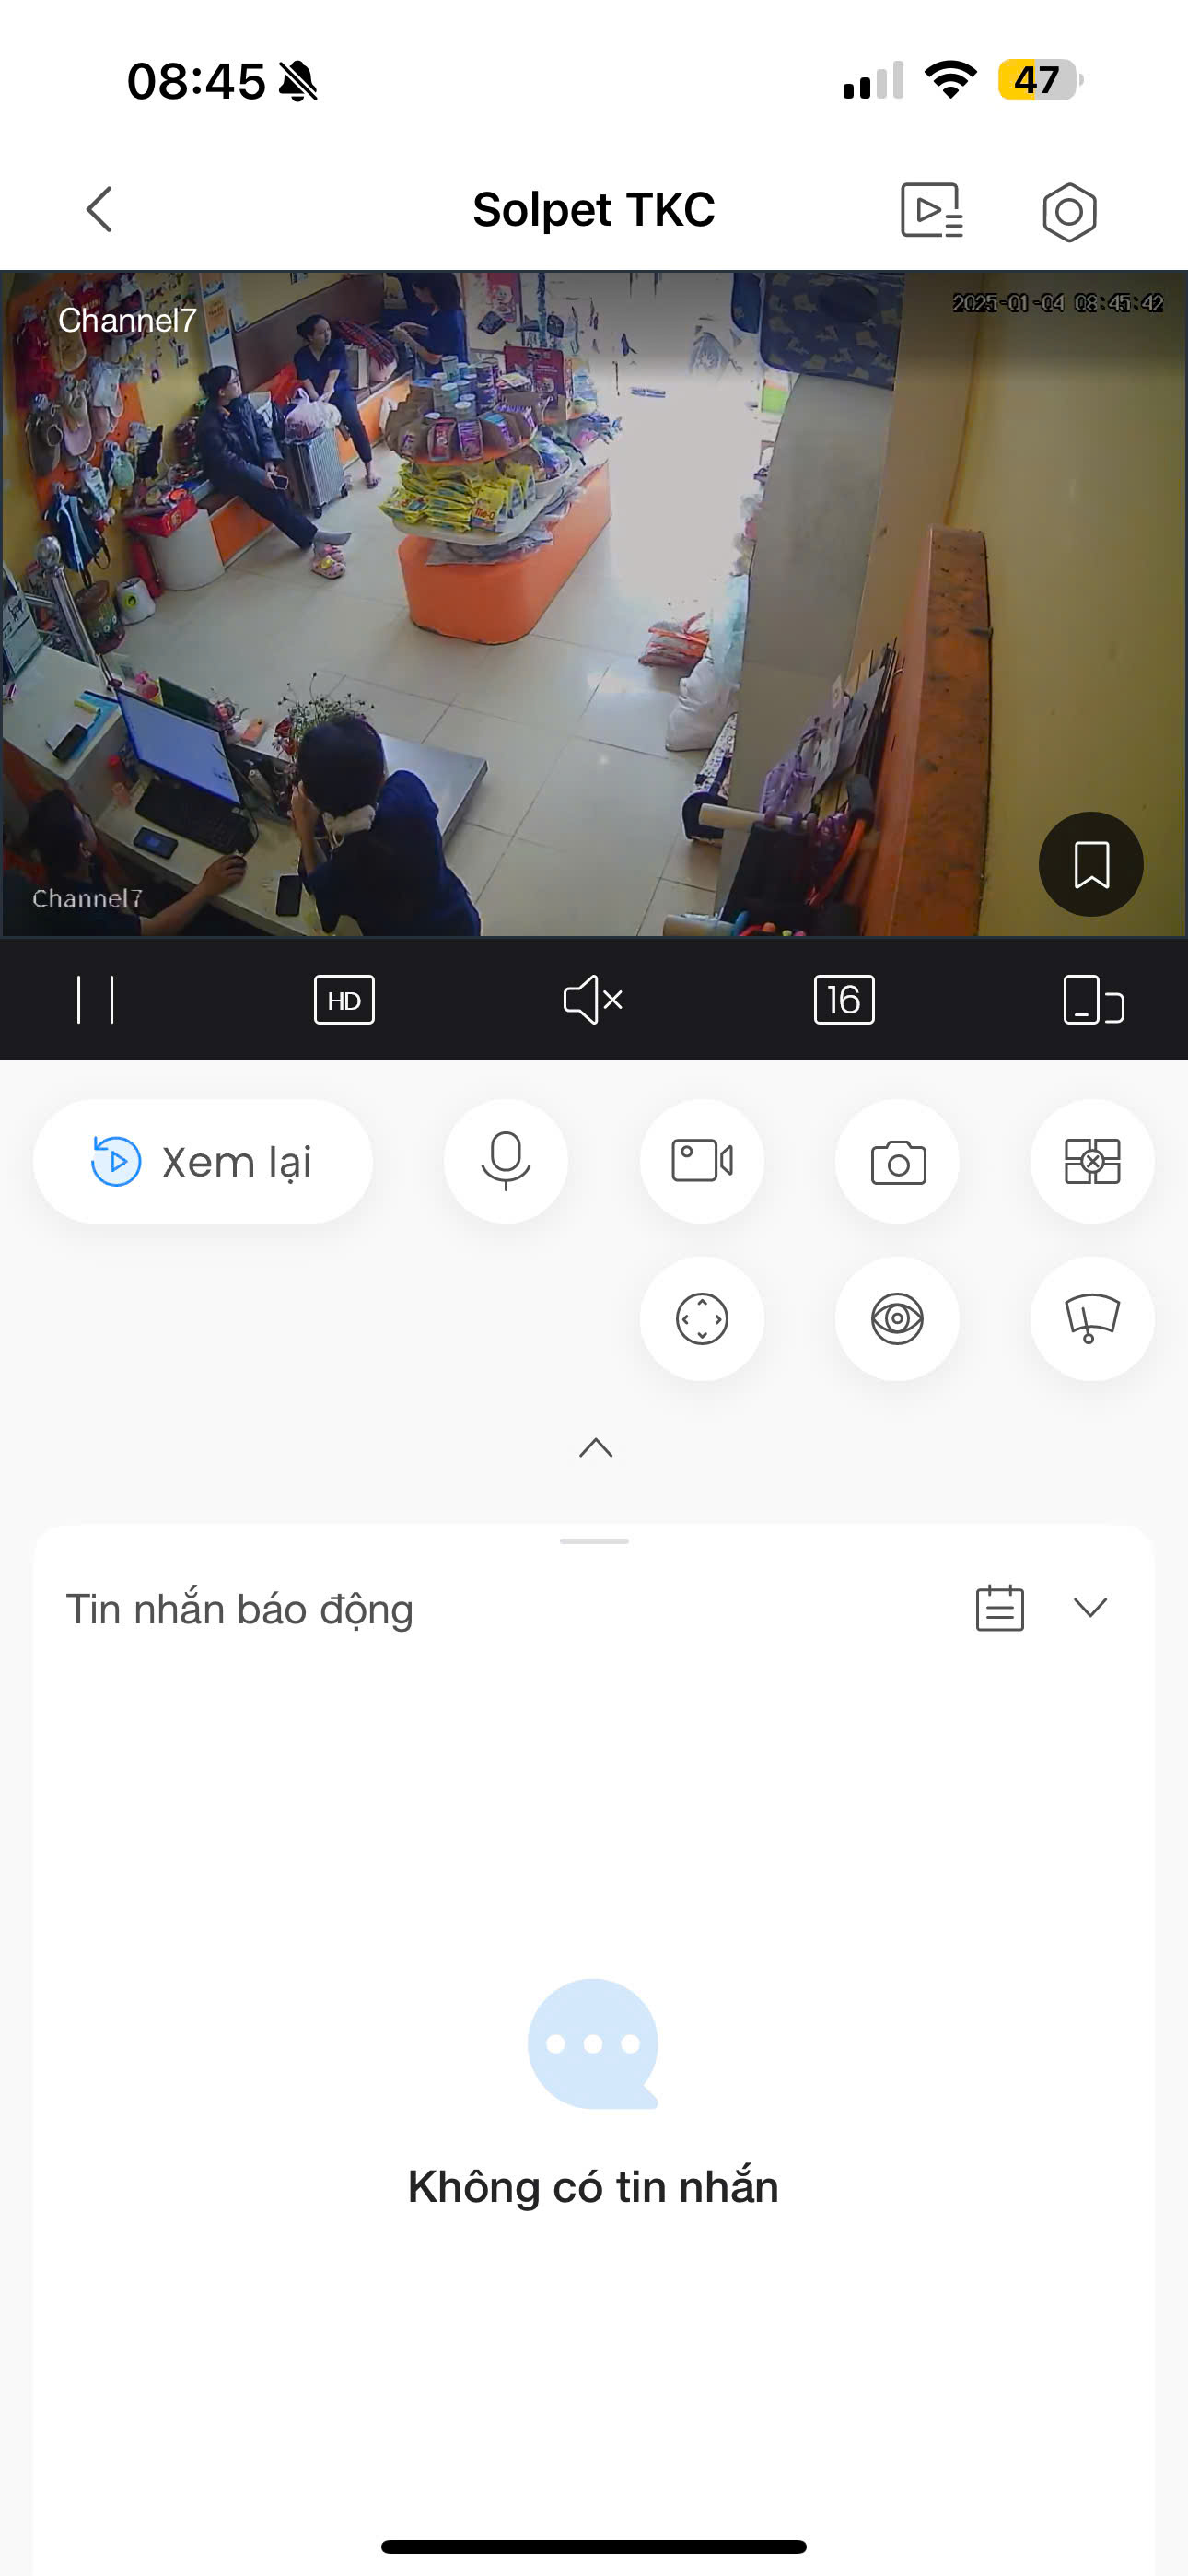 08:45
47
Solpet TKC
Channel7
2025-01-04 08:45:42
Me-O
Channel7
HD
16
Xem lại
Tin nhắn báo động
Không có tin nhắn